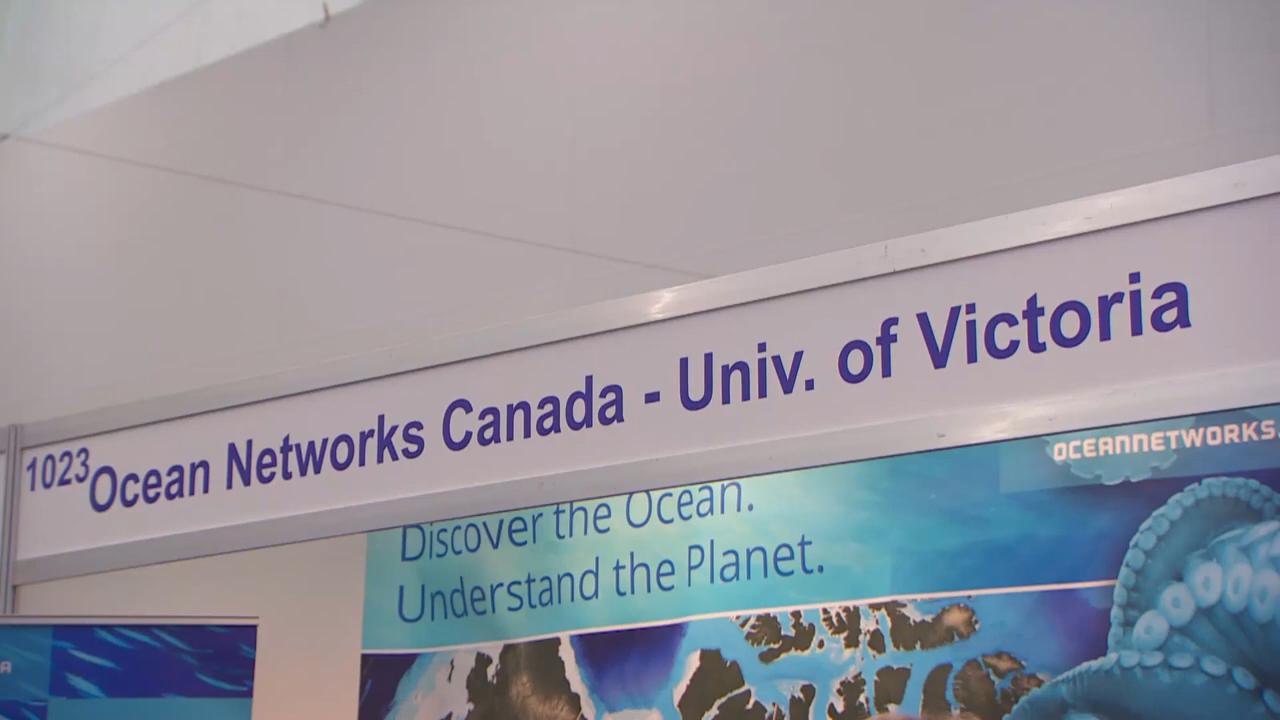 1023 Ocean Networks Canada - Univ. of Victoria
OCEANNETWORKS.
Discover the Ocean.
Understand the Planet.